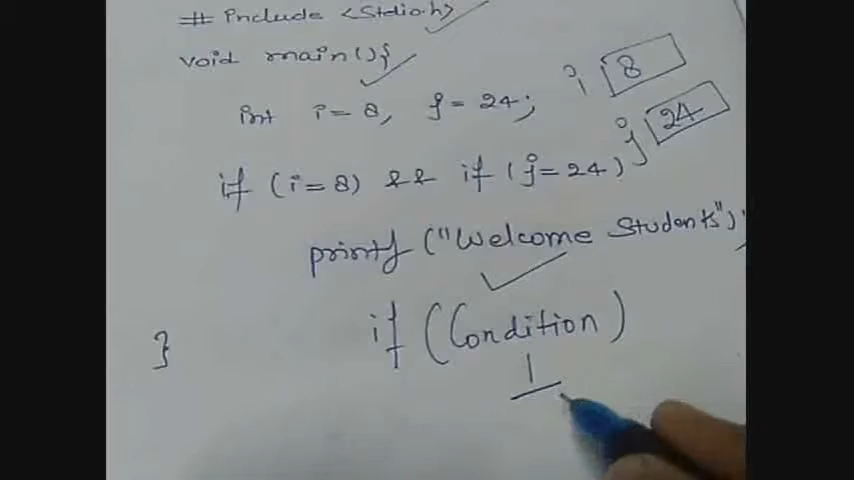 # Include <Stdio.h>
void main(){
int i=8, j=24;
i 8
j 24
if (i=8) && if (j=24)
printf ("Welcome Students");
if (Condition)
1
}